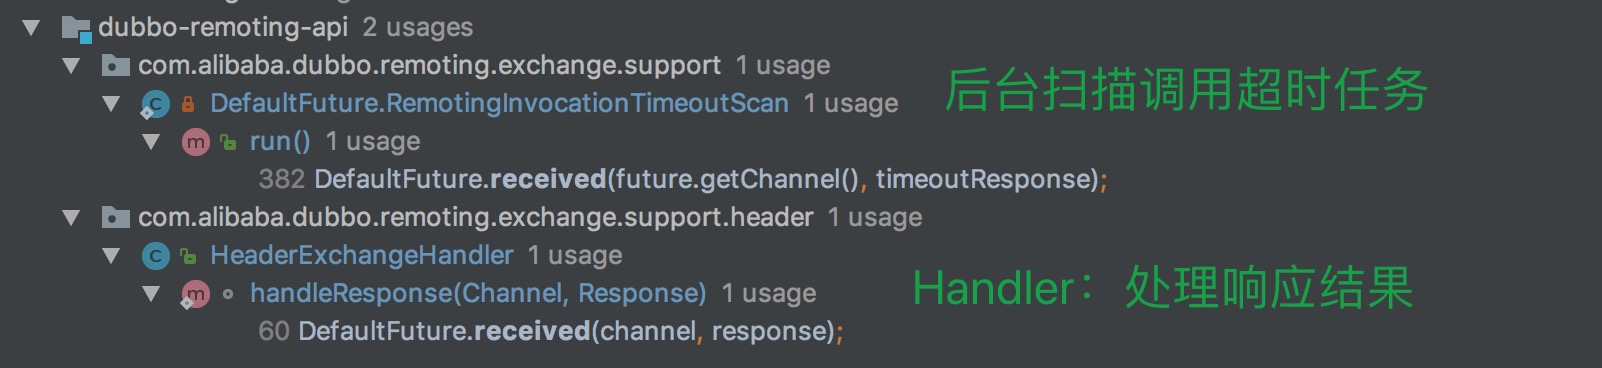 dubbo-remoting-api 2 usages
com.alibaba.dubbo.remoting.exchange.support 1 usage
后台扫描调用超时任务
C DefaultFuture.RemotingInvocationTimeoutScan 1 usage
m run() 1 usage
382 DefaultFuture.received(future.getChannel(), timeoutResponse);
com.alibaba.dubbo.remoting.exchange.support.header 1 usage
C HeaderExchangeHandler 1 usage
Handler：处理响应结果
m handleResponse(Channel, Response) 1 usage
60 DefaultFuture.received(channel, response);